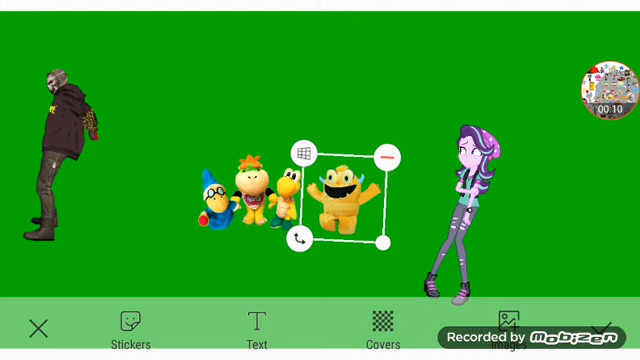 00:10
Stickers
Text
Covers
Images
Recorded by Mobizen